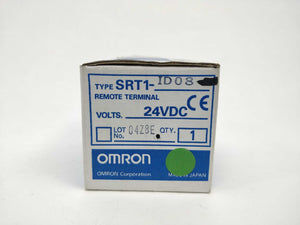 TYPE SRT1-ID08
REMOTE TERMINAL
VOLTS. 24VDC CE
LOT No. 04Z8E QTY. 1
OMRON
OMRON Corporation MADE IN JAPAN